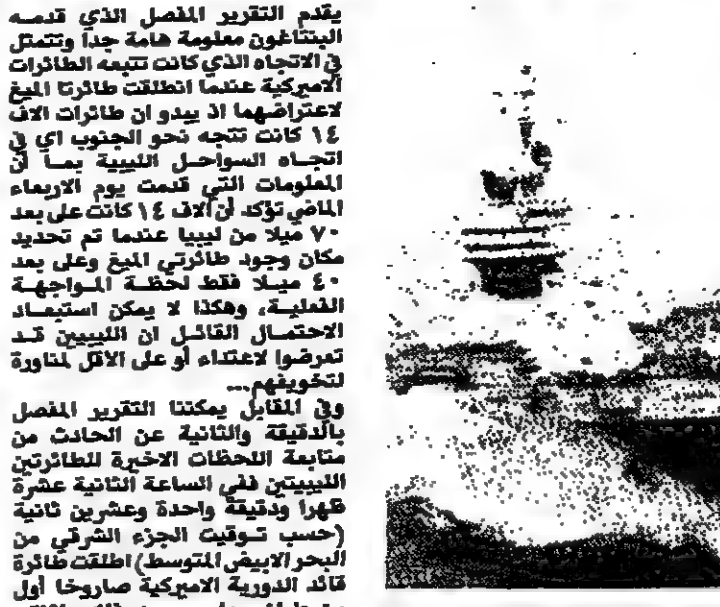 يقدم التقرير المفصل الذي قدمه
البنتاغون معلومة هامة جدا وتتمثل
في الاتجاه الذي كانت تتبعه الطائرات
الاميركية عندما انطلقت طائرتا الميغ
لاعتراضهما اذ يبدو ان طائرات الاف
١٤ كانت تتجه نحو الجنوب اي في
اتجاه السواحل الليبية بما أن
المعلومات التي قدمت يوم الاربعاء
الماضي تؤكد أن الاف ١٤ كانت على بعد
٧٠ ميلا من ليبيا عندما تم تحديد
مكان وجود طائرتي الميغ وعلى بعد
٤٠ ميلا فقط لحظة المواجهة
الفعلية، وهكذا لا يمكن استبعاد
الاحتمال القائل ان الليبيين قد
تعرضوا لاعتداء أو على الاقل لمناورة
لتخويفهم...
وفي المقابل يمكننا التقرير المفصل
بالدقيقة والثانية عن الحادث من
متابعة اللحظات الاخيرة للطائرتين
الليبيتين ففي الساعة الثانية عشرة
ظهرا ودقيقة واحدة وعشرين ثانية
(حسب توقيت الجزء الشرقي من
البحر الابيض المتوسط) اطلقت طائرة
قائد الدورية الاميركية صاروخا أول